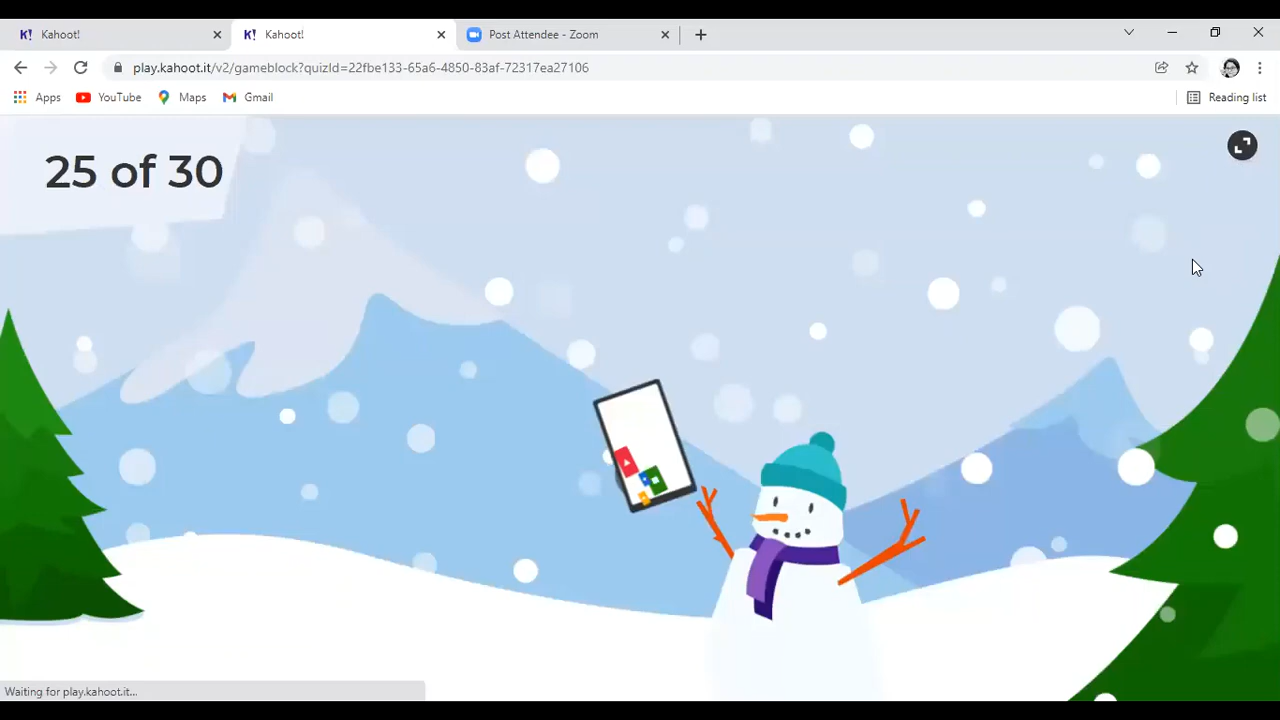 K! Kahoot!
K! Kahoot!
Post Attendee - Zoom
play.kahoot.it/v2/gameblock?quizId=22fbe133-65a6-4850-83af-72317ea27106
Apps
YouTube
Maps
Gmail
Reading list
25 of 30
Waiting for play.kahoot.it...